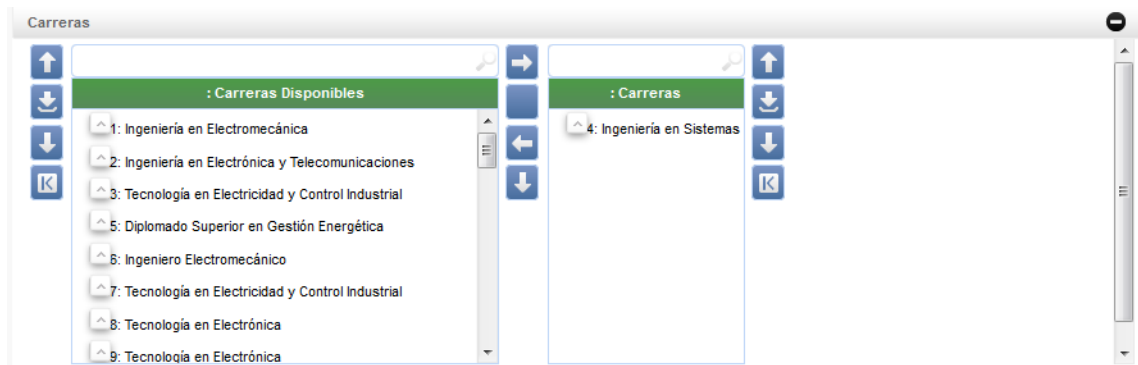 Carreras
: Carreras Disponibles
1: Ingeniería en Electromecánica
2: Ingeniería en Electrónica y Telecomunicaciones
3: Tecnología en Electricidad y Control Industrial
5: Diplomado Superior en Gestión Energética
6: Ingeniero Electromecánico
7: Tecnología en Electricidad y Control Industrial
8: Tecnología en Electrónica
9: Tecnología en Electrónica
: Carreras
4: Ingeniería en Sistemas